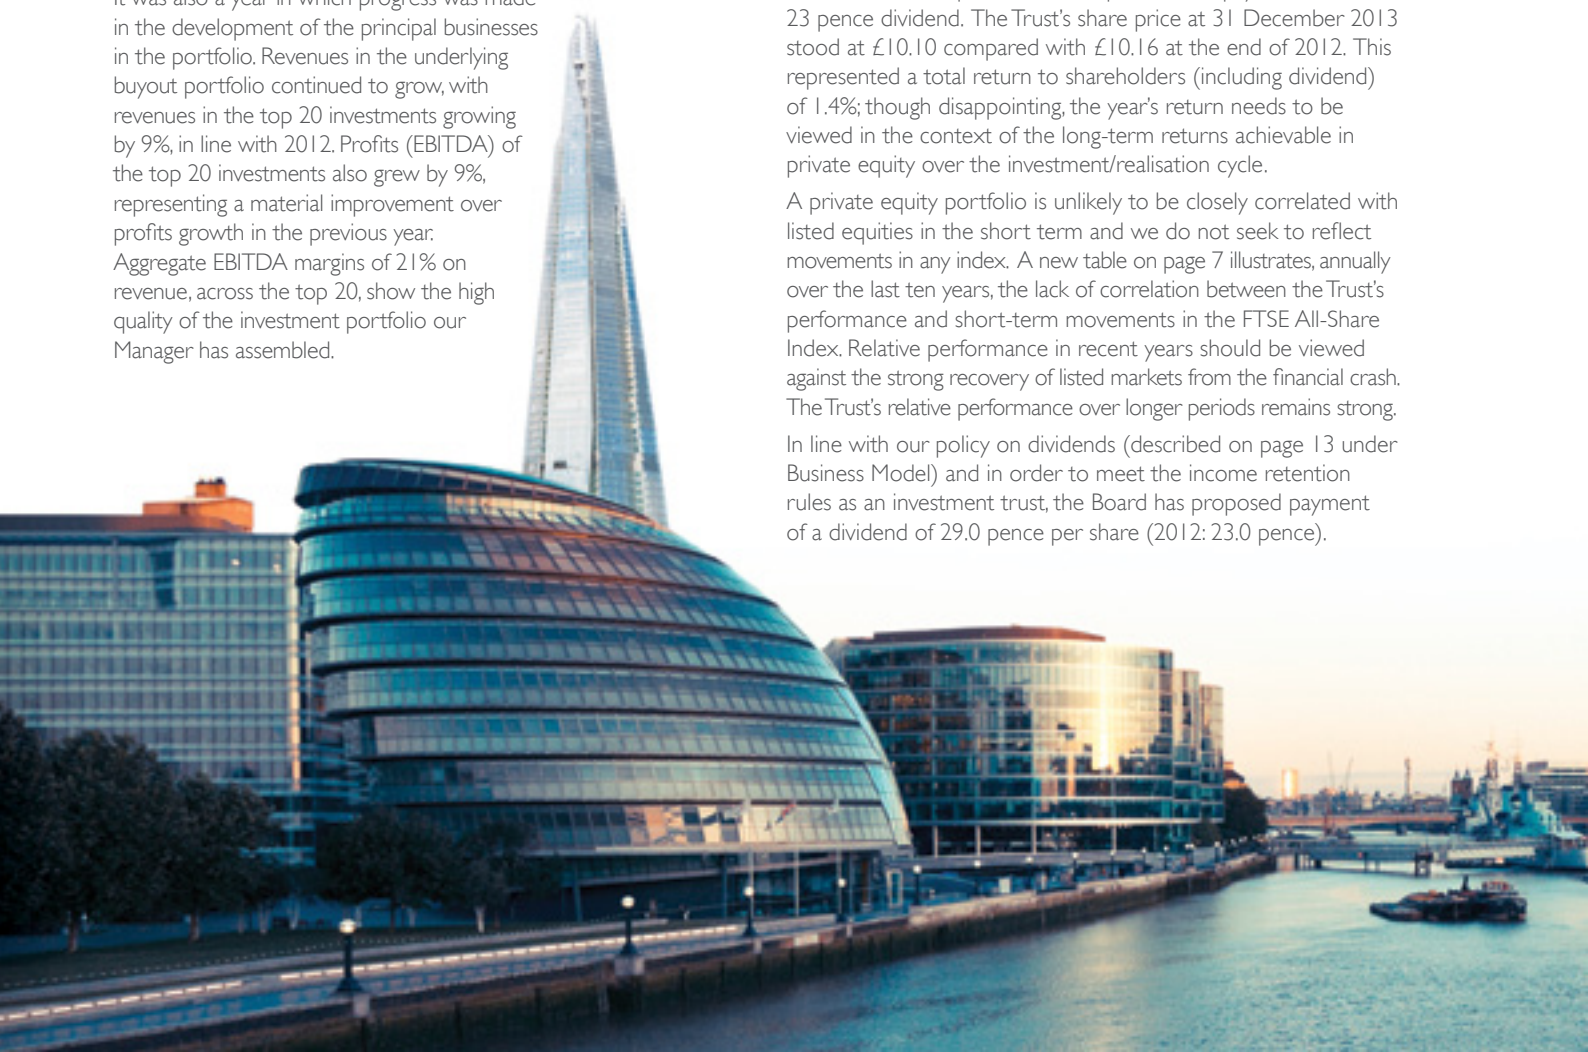 It was also a year in which progress was made
in the development of the principal businesses
in the portfolio. Revenues in the underlying
buyout portfolio continued to grow, with
revenues in the top 20 investments growing
by 9%, in line with 2012. Profits (EBITDA) of
the top 20 investments also grew by 9%,
representing a material improvement over
profits growth in the previous year.
Aggregate EBITDA margins of 21% on
revenue, across the top 20, show the high
quality of the investment portfolio our
Manager has assembled.
23 pence dividend. The Trust's share price at 31 December 2013
stood at £10.10 compared with £10.16 at the end of 2012. This
represented a total return to shareholders (including dividend)
of 1.4%; though disappointing, the year's return needs to be
viewed in the context of the long-term returns achievable in
private equity over the investment/realisation cycle.
A private equity portfolio is unlikely to be closely correlated with
listed equities in the short term and we do not seek to reflect
movements in any index. A new table on page 7 illustrates, annually
over the last ten years, the lack of correlation between the Trust's
performance and short-term movements in the FTSE All-Share
Index. Relative performance in recent years should be viewed
against the strong recovery of listed markets from the financial crash.
The Trust's relative performance over longer periods remains strong.
In line with our policy on dividends (described on page 13 under
Business Model) and in order to meet the income retention
rules as an investment trust, the Board has proposed payment
of a dividend of 29.0 pence per share (2012: 23.0 pence).